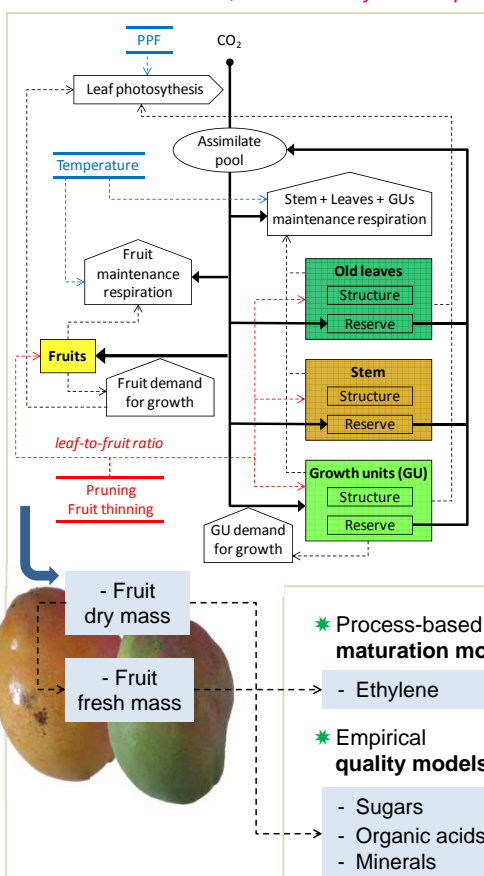 PPF
CO2
Leaf photosythesis
Assimilate
pool
Temperature
Stem + Leaves + GUs
maintenance respiration
Fruit
maintenance
respiration
Old leaves
Structure
Reserve
Fruits
Stem
Fruit demand
for growth
Structure
Reserve
leaf-to-fruit ratio
Growth units (GU)
Pruning
Fruit thinning
Structure
GU demand
for growth
Reserve
- Fruit
dry mass
- Fruit
fresh mass
Process-based
maturation mo
- Ethylene
Empirical
quality models
- Sugars
- Organic acids
- Minerals